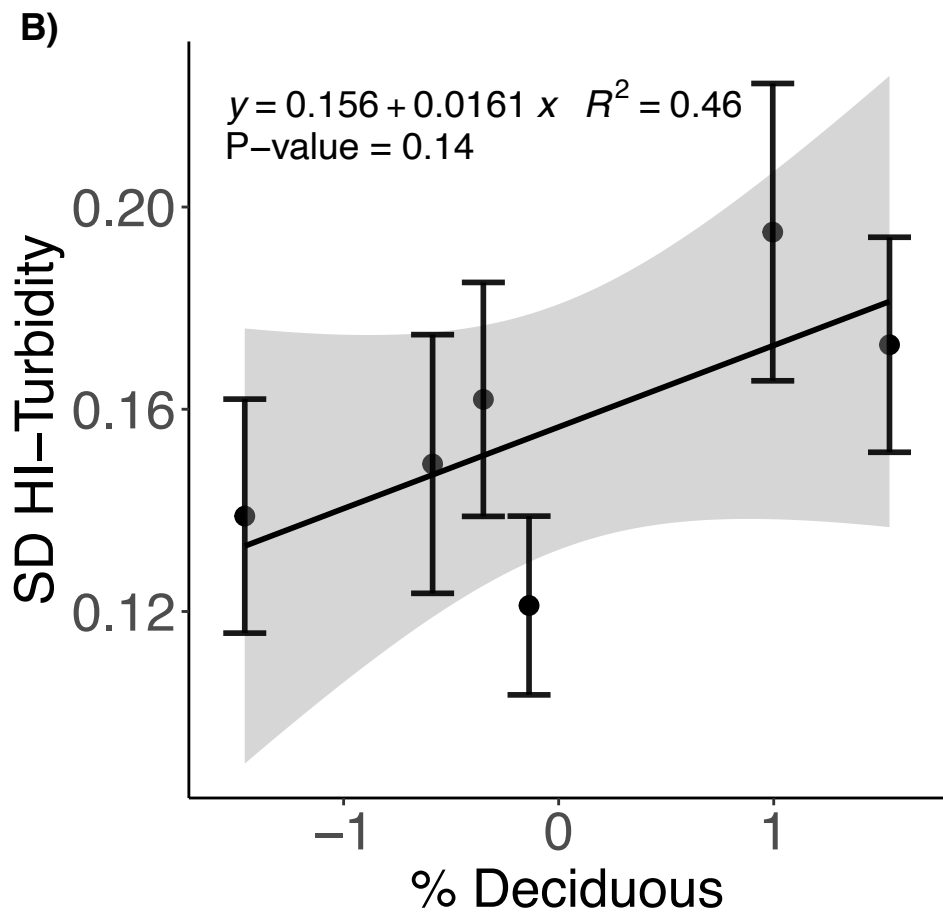 B)
y = 0.156 + 0.0161 x R² = 0.46
P−value = 0.14
0.20
0.16
0.12
SD HI−Turbidity
−1 0 1
% Deciduous